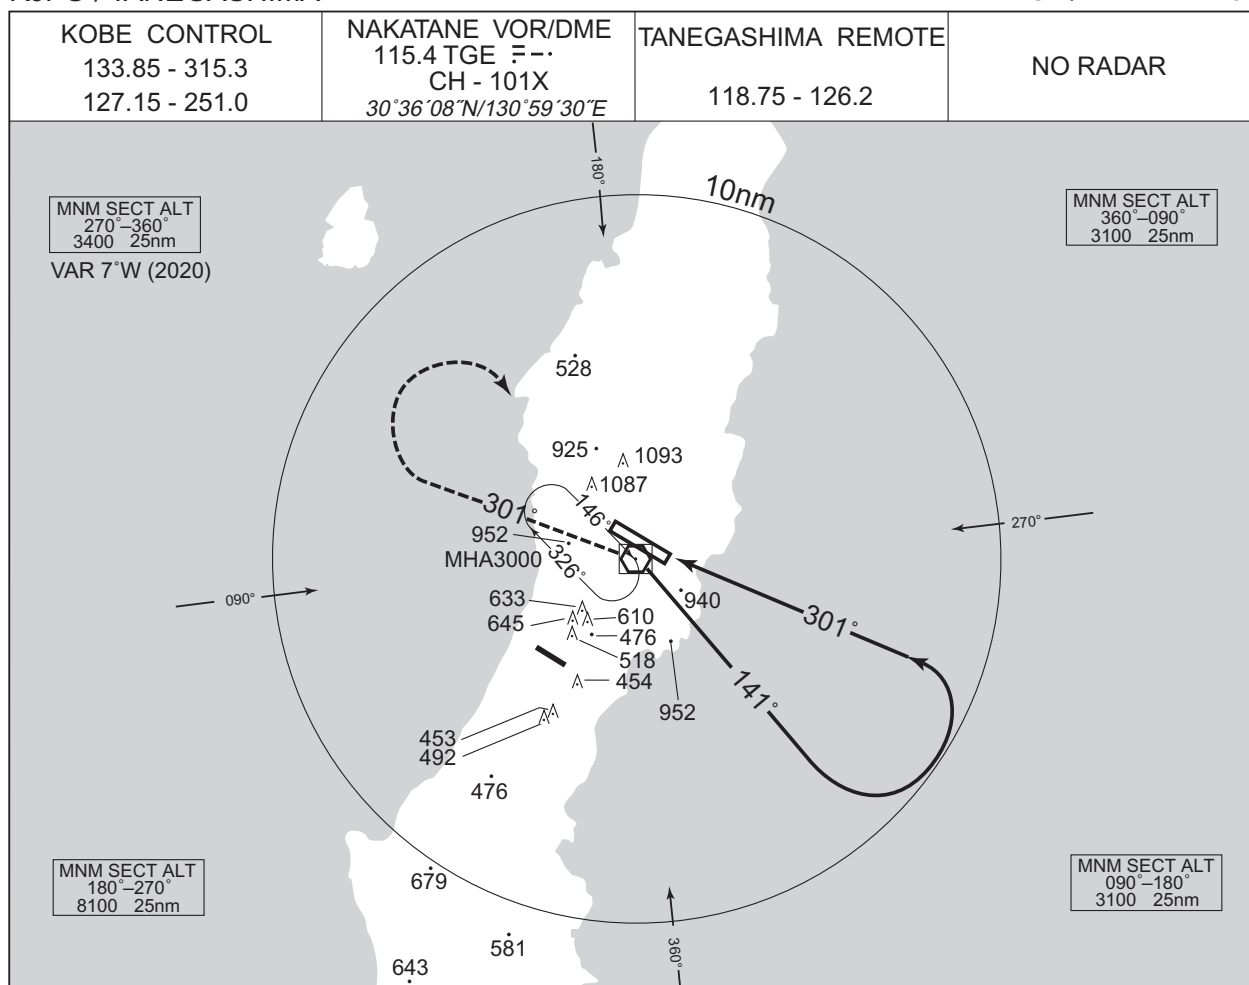 KOBE CONTROL
133.85 - 315.3
127.15 - 251.0
NAKATANE VOR/DME
115.4 TGE
CH - 101X
30°36´08˝N/130°59´30˝E
TANEGASHIMA REMOTE
118.75 - 126.2
NO RADAR
MNM SECT ALT
270°–360°
3400 25nm
VAR 7°W (2020)
180°
10nm
MNM SECT ALT
360°–090°
3100 25nm
528
925
1093
1087
301°
146°
952
MHA3000
326°
270°
090°
633
645
610
476
518
454
940
952
301°
141°
453
492
476
679
581
643
360°
MNM SECT ALT
180°–270°
8100 25nm
MNM SECT ALT
090°–180°
3100 25nm